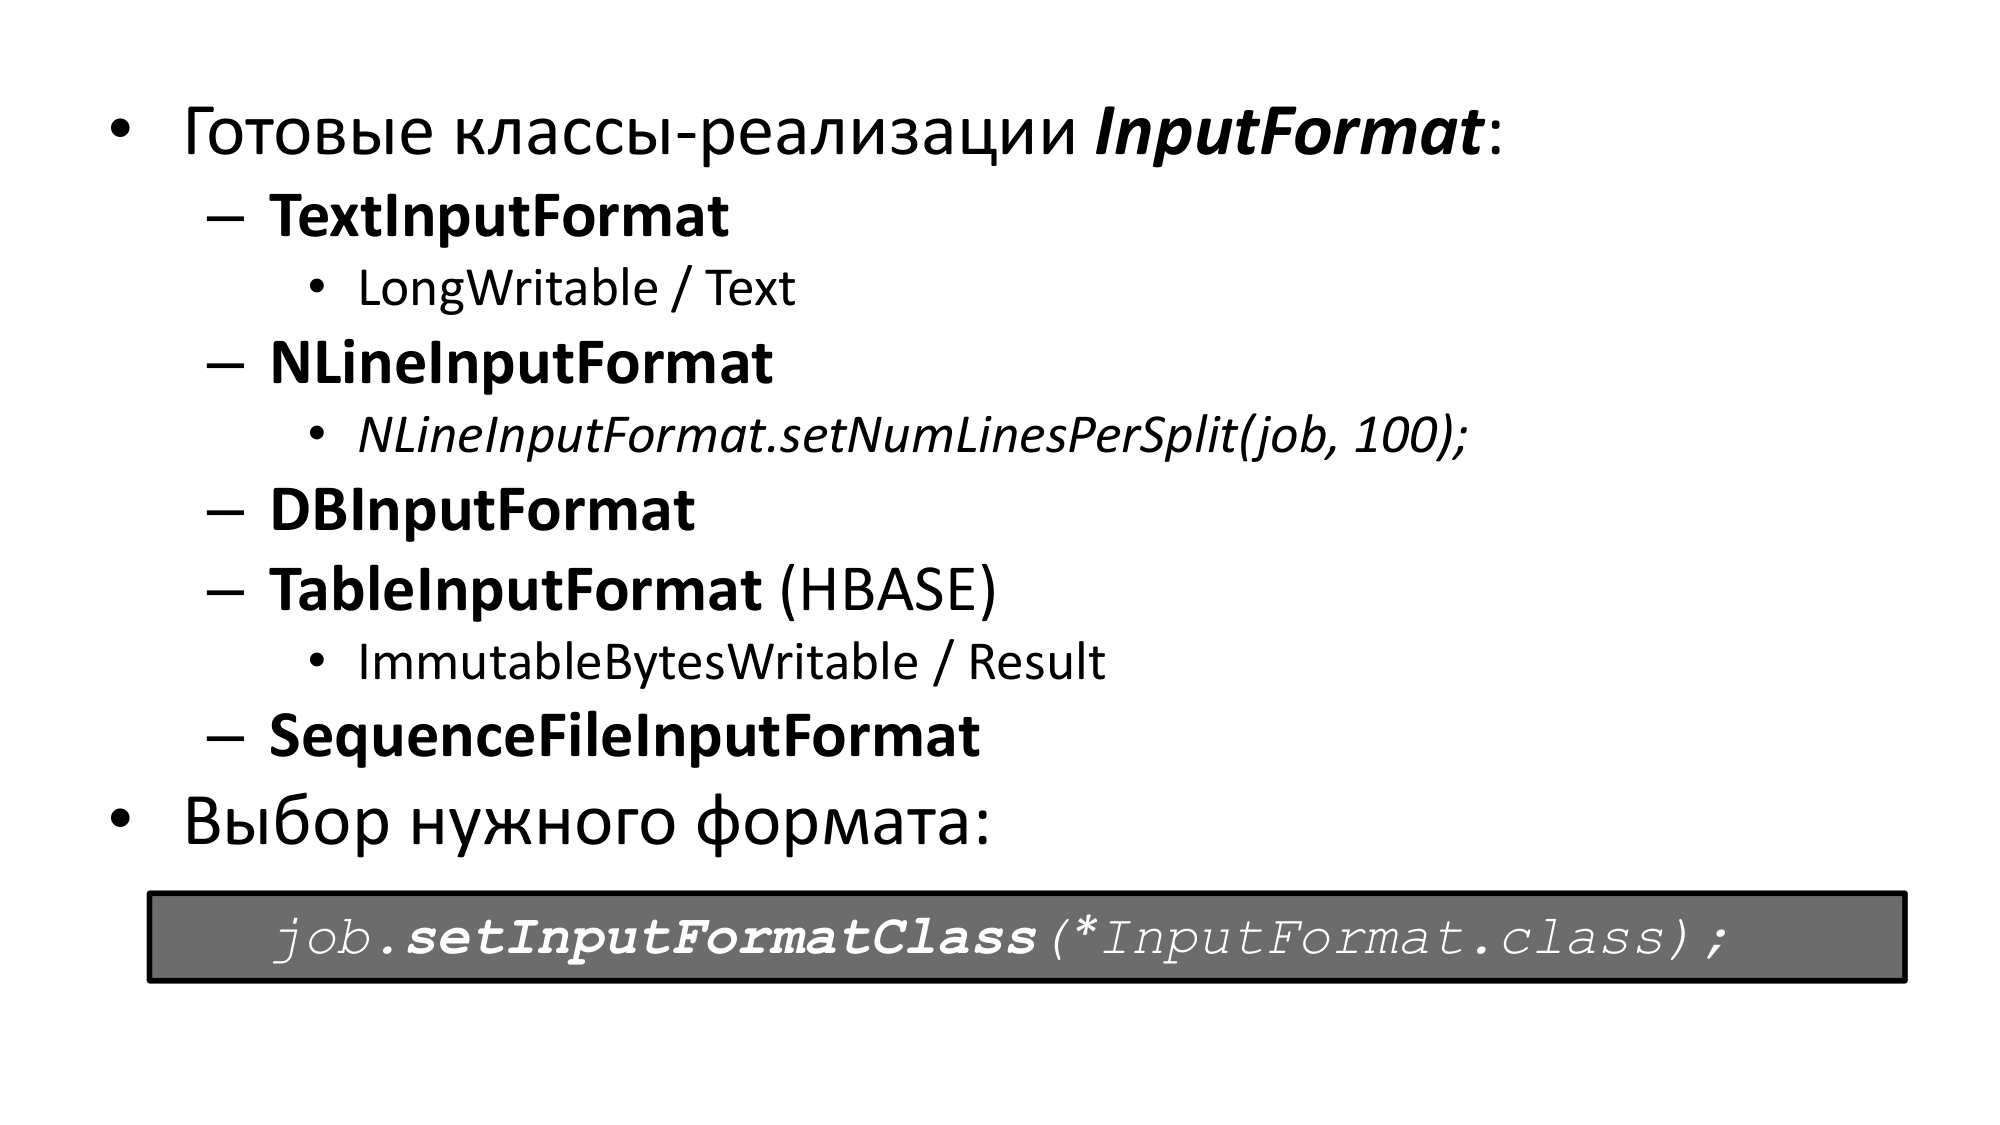 • Готовые классы-реализации InputFormat:
– TextInputFormat
• LongWritable / Text
– NLineInputFormat
• NLineInputFormat.setNumLinesPerSplit(job, 100);
– DBInputFormat
– TableInputFormat (HBASE)
• ImmutableBytesWritable / Result
– SequenceFileInputFormat
• Выбор нужного формата:
job.setInputFormatClass(*InputFormat.class);